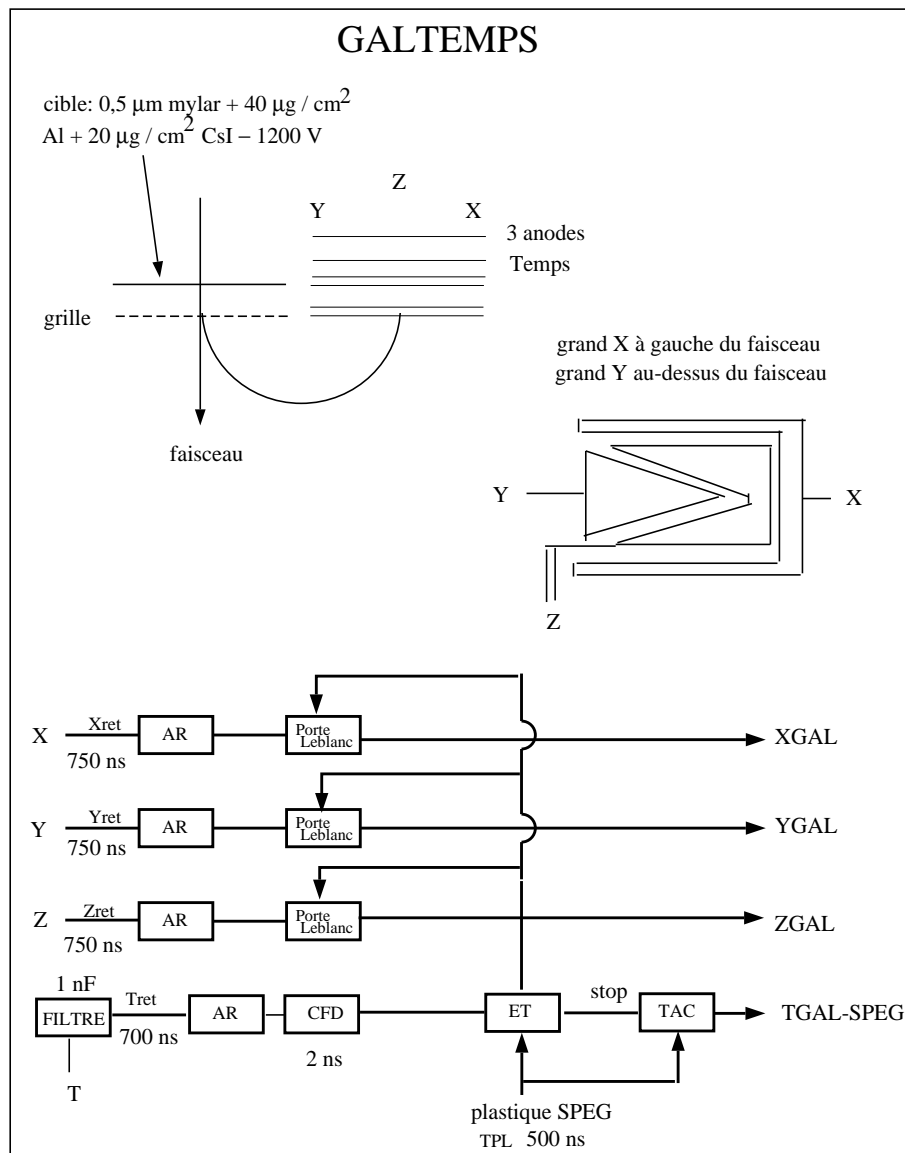 GALTEMPS
cible: 0,5 μm mylar + 40 μg / cm²
Al + 20 μg / cm² CsI − 1200 V
Z
Y X
3 anodes
Temps
grille
faisceau
grand X à gauche du faisceau
grand Y au-dessus du faisceau
Y
X
Z
X Xret AR Porte Leblanc XGAL
750 ns
Y Yret AR Porte Leblanc YGAL
750 ns
Z Zret AR Porte Leblanc ZGAL
750 ns
1 nF
FILTRE Tret AR CFD ET stop TAC TGAL-SPEG
700 ns
2 ns
T
plastique SPEG
TPL 500 ns